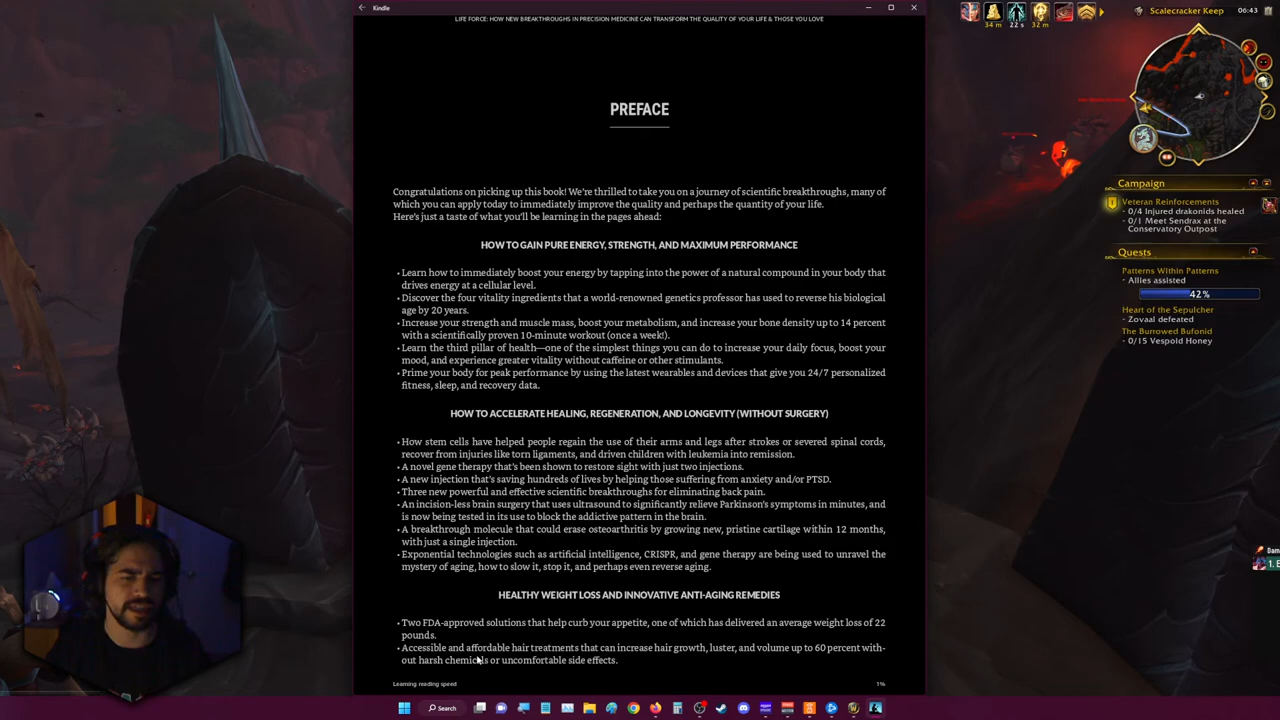 Kindle
LIFE FORCE: HOW NEW BREAKTHROUGHS IN PRECISION MEDICINE CAN TRANSFORM THE QUALITY OF YOUR LIFE & THOSE YOU LOVE
PREFACE
Congratulations on picking up this book! We're thrilled to take you on a journey of scientific breakthroughs, many of
which you can apply today to immediately improve the quality and perhaps the quantity of your life.
Here's just a taste of what you'll be learning in the pages ahead:
HOW TO GAIN PURE ENERGY, STRENGTH, AND MAXIMUM PERFORMANCE
• Learn how to immediately boost your energy by tapping into the power of a natural compound in your body that
drives energy at a cellular level.
• Discover the four vitality ingredients that a world-renowned genetics professor has used to reverse his biological
age by 20 years.
• Increase your strength and muscle mass, boost your metabolism, and increase your bone density up to 14 percent
with a scientifically proven 10-minute workout (once a week!).
• Learn the third pillar of health—one of the simplest things you can do to increase your daily focus, boost your
mood, and experience greater vitality without caffeine or other stimulants.
• Prime your body for peak performance by using the latest wearables and devices that give you 24/7 personalized
fitness, sleep, and recovery data.
HOW TO ACCELERATE HEALING, REGENERATION, AND LONGEVITY (WITHOUT SURGERY)
• How stem cells have helped people regain the use of their arms and legs after strokes or severed spinal cords,
recover from injuries like torn ligaments, and driven children with leukemia into remission.
• A novel gene therapy that's been shown to restore sight with just two injections.
• A new injection that's saving hundreds of lives by helping those suffering from anxiety and/or PTSD.
• Three new powerful and effective scientific breakthroughs for eliminating back pain.
• An incision-less brain surgery that uses ultrasound to significantly relieve Parkinson's symptoms in minutes, and
is now being tested in its use to block the addictive pattern in the brain.
• A breakthrough molecule that could erase osteoarthritis by growing new, pristine cartilage within 12 months,
with just a single injection.
• Exponential technologies such as artificial intelligence, CRISPR, and gene therapy are being used to unravel the
mystery of aging, how to slow it, stop it, and perhaps even reverse aging.
HEALTHY WEIGHT LOSS AND INNOVATIVE ANTI-AGING REMEDIES
• Two FDA-approved solutions that help curb your appetite, one of which has delivered an average weight loss of 22
pounds.
• Accessible and affordable hair treatments that can increase hair growth, luster, and volume up to 60 percent with-
out harsh chemicals or uncomfortable side effects.
Learning reading speed
1%
Search
34 m
22 s
32 m
Scalecracker Keep
06:43
Campaign
Veteran Reinforcements
- 0/4 Injured drakonids healed
- 0/1 Meet Sendrax at the
Conservatory Outpost
Quests
Patterns Within Patterns
- Allies assisted
42%
Heart of the Sepulcher
- Zovaal defeated
The Burrowed Bufonid
- 0/15 Vespoid Honey